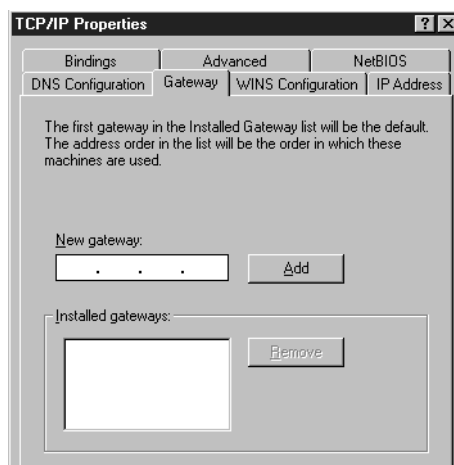 TCP/IP Properties
Bindings Advanced NetBIOS
DNS Configuration Gateway WINS Configuration IP Address
The first gateway in the Installed Gateway list will be the default.
The address order in the list will be the order in which these
machines are used.
New gateway:
. . . Add
Installed gateways:
Remove